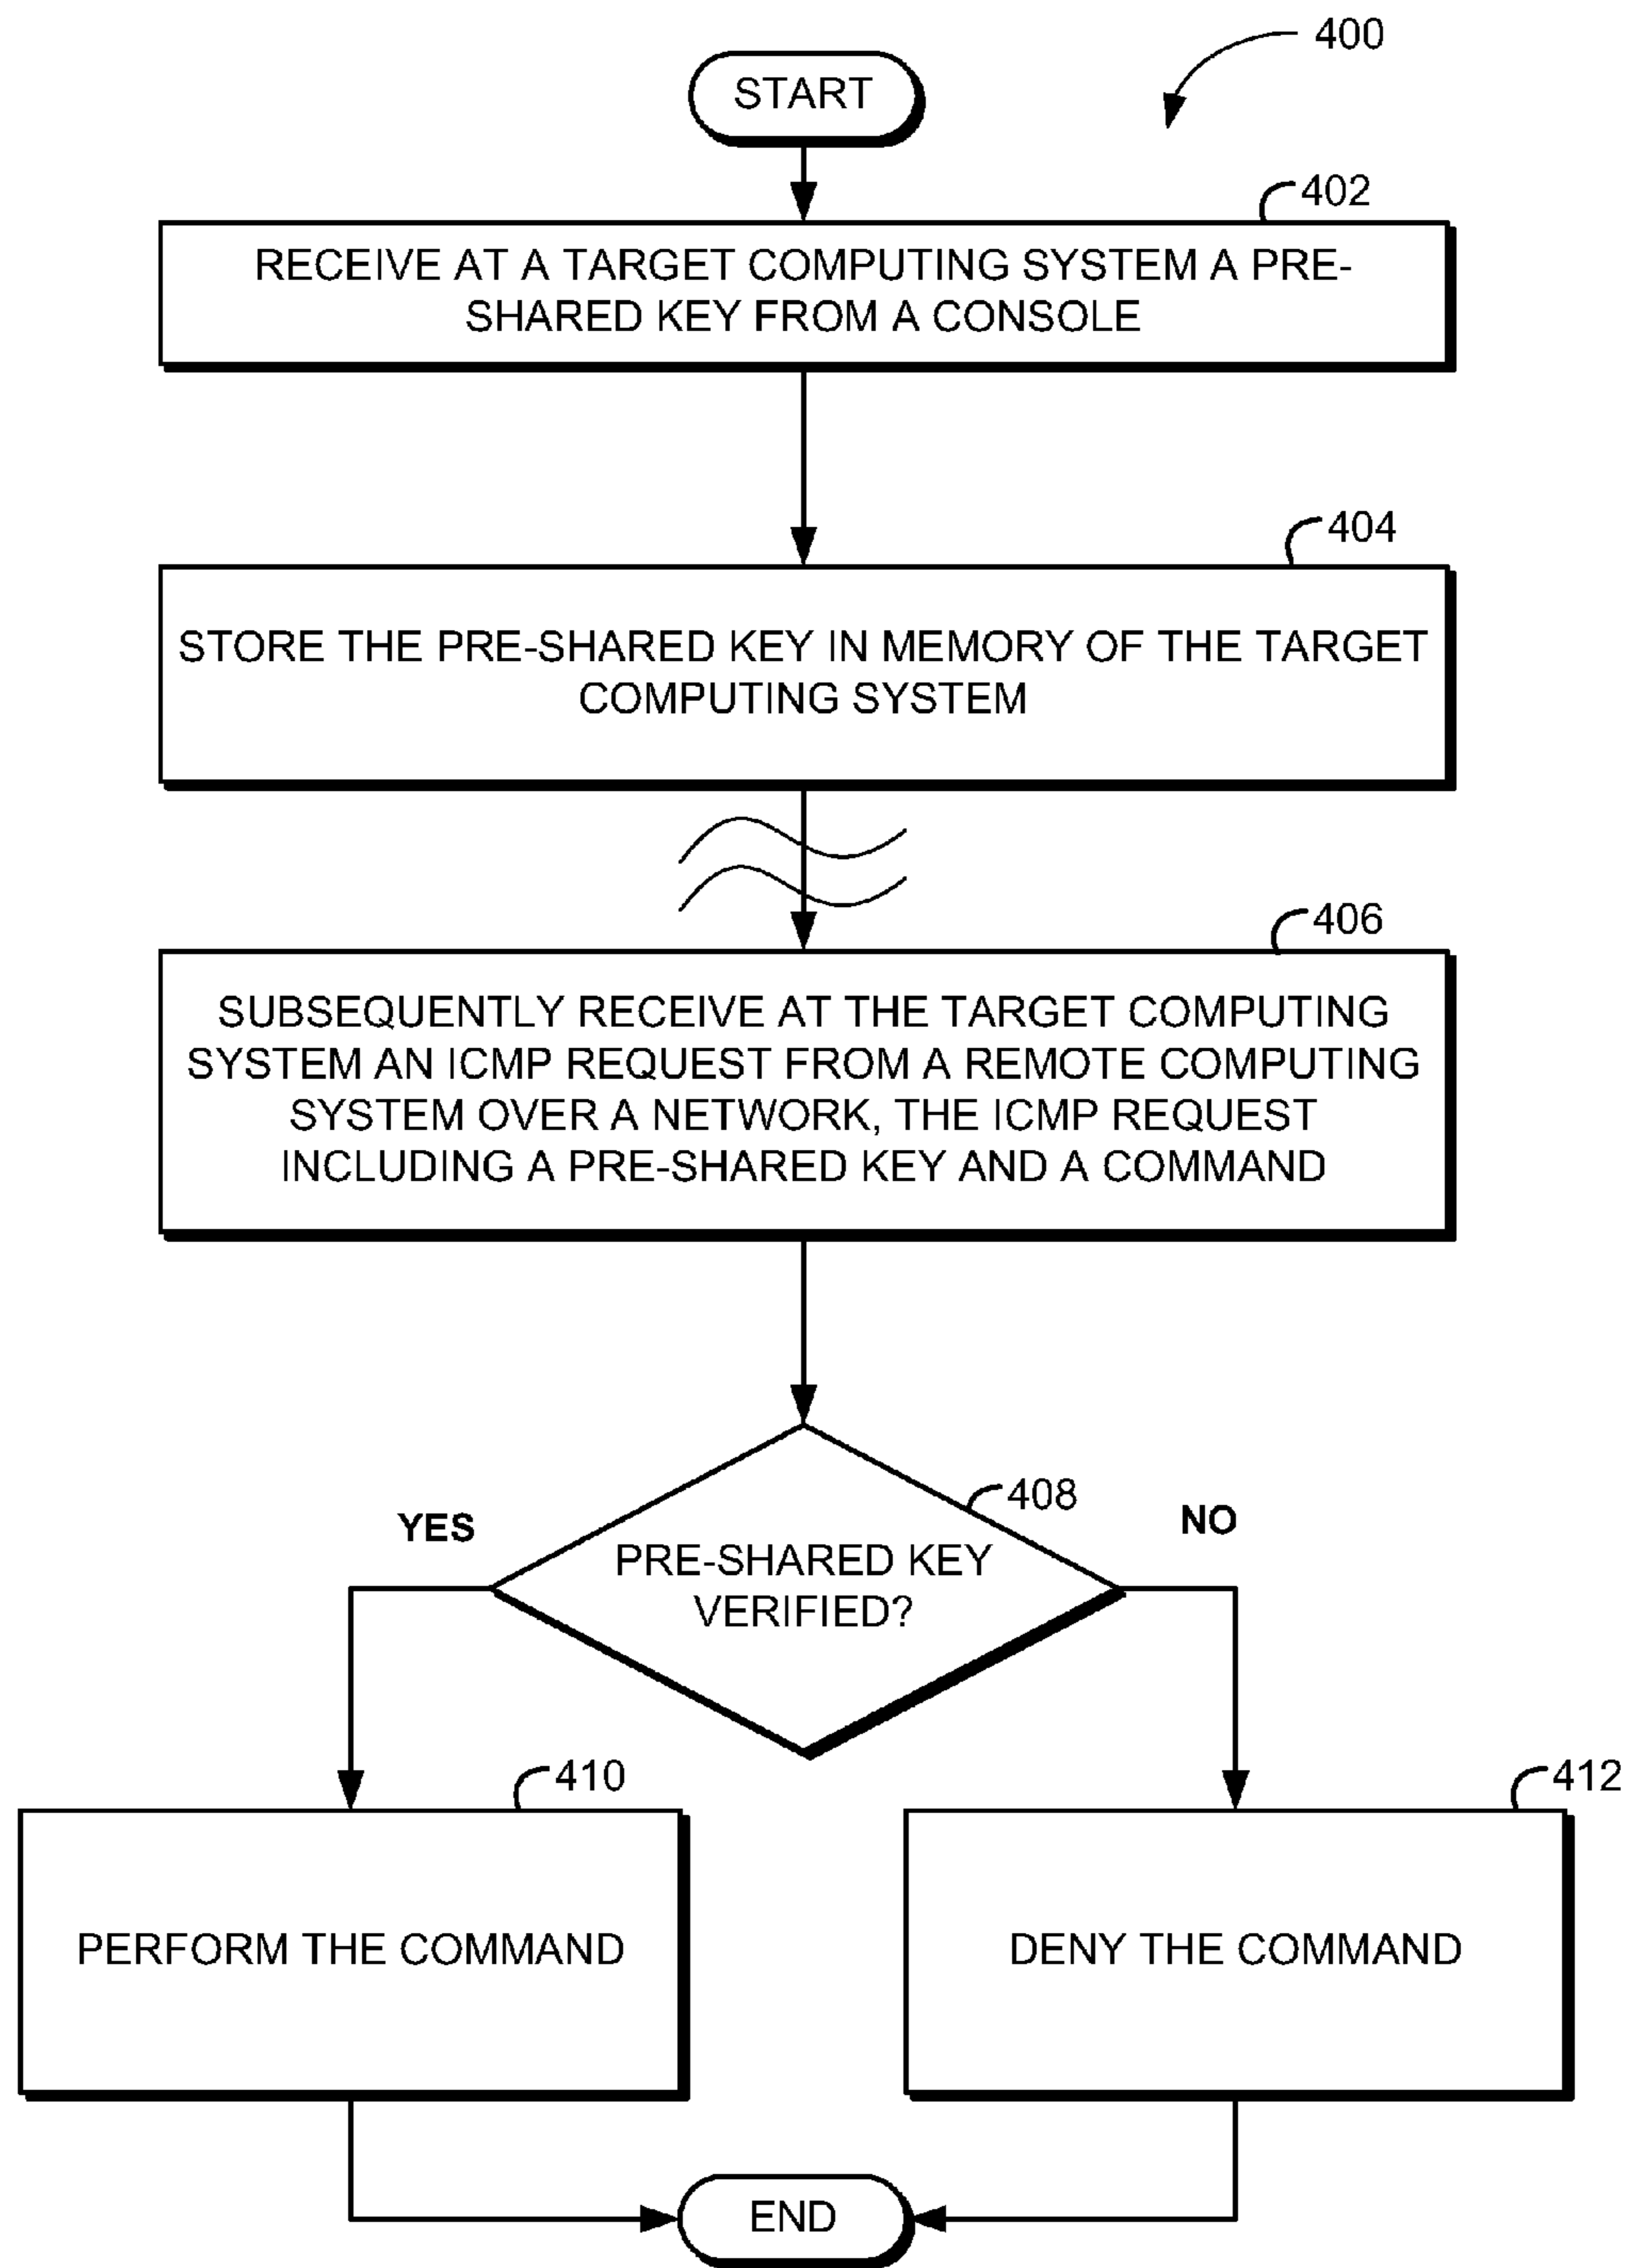 400
START
402
RECEIVE AT A TARGET COMPUTING SYSTEM A PRE-
SHARED KEY FROM A CONSOLE
404
STORE THE PRE-SHARED KEY IN MEMORY OF THE TARGET
COMPUTING SYSTEM
406
SUBSEQUENTLY RECEIVE AT THE TARGET COMPUTING
SYSTEM AN ICMP REQUEST FROM A REMOTE COMPUTING
SYSTEM OVER A NETWORK, THE ICMP REQUEST
INCLUDING A PRE-SHARED KEY AND A COMMAND
408
YES
NO
PRE-SHARED KEY
VERIFIED?
410
412
PERFORM THE COMMAND
DENY THE COMMAND
END